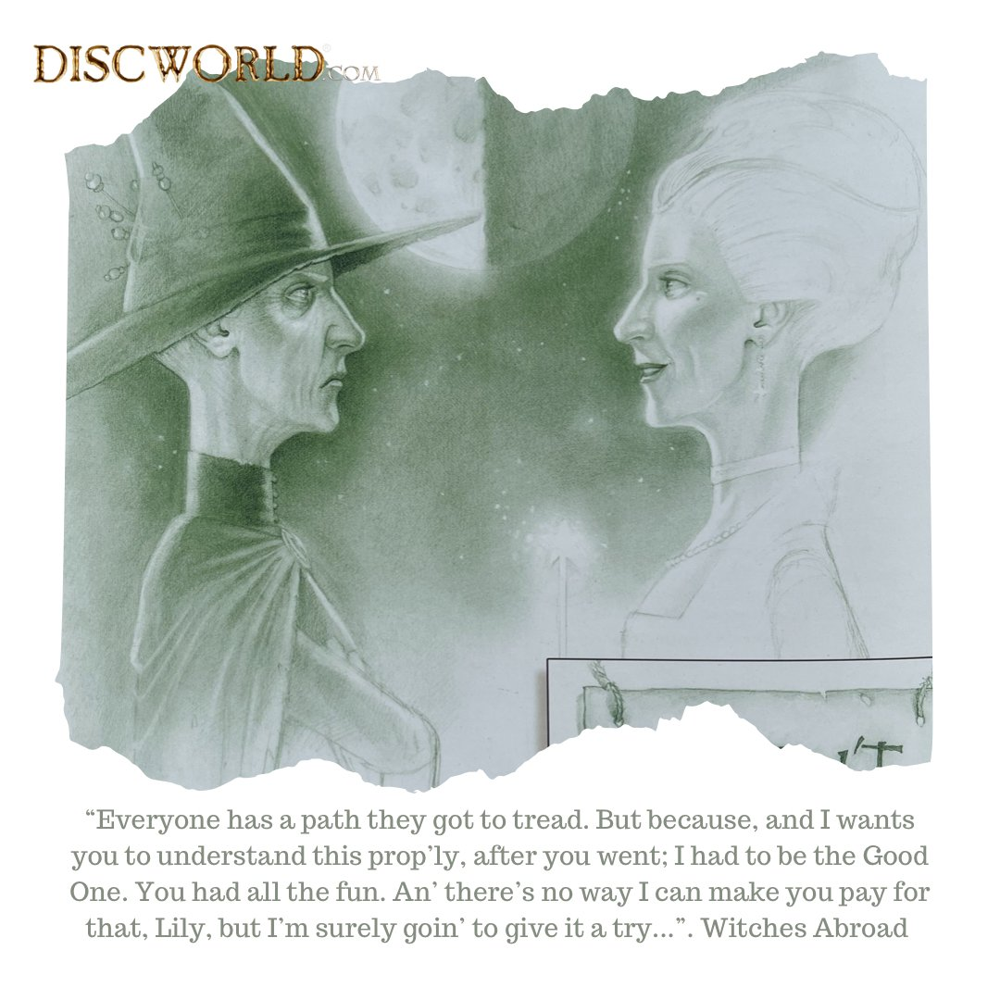 DISCWORLD.COM
“Everyone has a path they got to tread. But because, and I wants
you to understand this prop’ly, after you went; I had to be the Good
One. You had all the fun. An’ there’s no way I can make you pay for
that, Lily, but I’m surely goin’ to give it a try...”. Witches Abroad